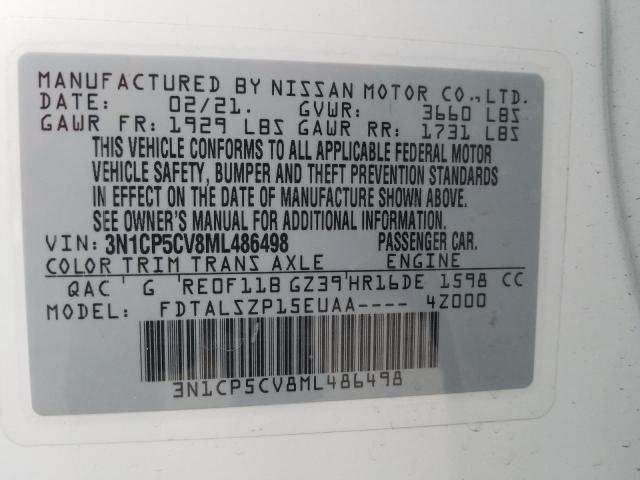 MANUFACTURED BY NISSAN MOTOR CO.,LTD.
DATE: 02/21. GVWR: 3660 LBS
GAWR FR: 1929 LBS GAWR RR: 1731 LBS
THIS VEHICLE CONFORMS TO ALL APPLICABLE FEDERAL MOTOR
VEHICLE SAFETY, BUMPER AND THEFT PREVENTION STANDARDS
IN EFFECT ON THE DATE OF MANUFACTURE SHOWN ABOVE.
SEE OWNER'S MANUAL FOR ADDITIONAL INFORMATION.
VIN: 3N1CP5CV8ML486498 PASSENGER CAR.
COLOR TRIM TRANS AXLE ENGINE
QAC G RE0F11B GZ39 HR16DE 1598 CC
MODEL: FDTALSZP15EUAA---- 4Z000
3N1CP5CV8ML486498